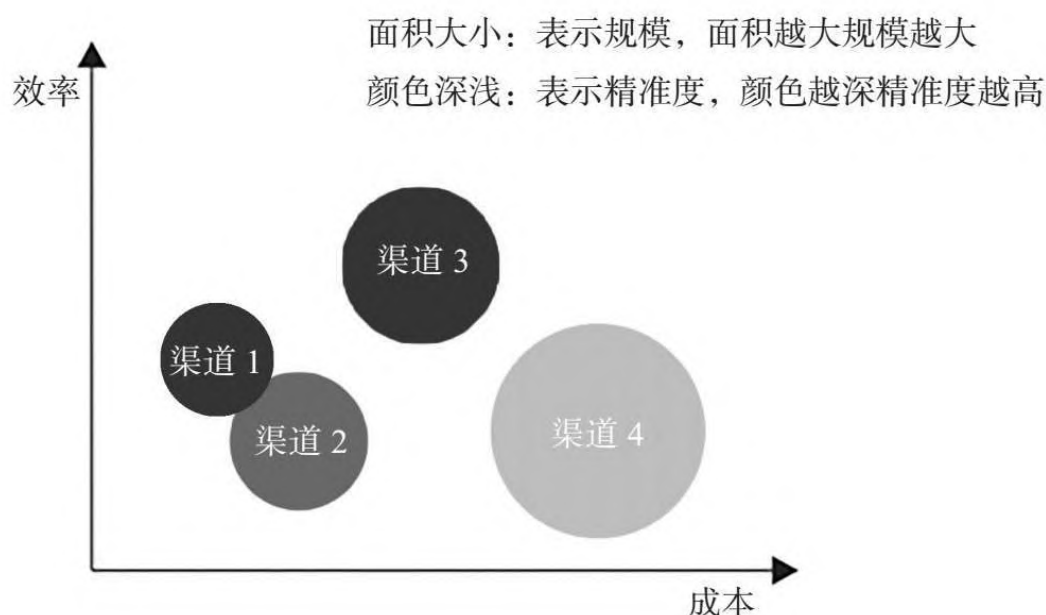 面积大小：表示规模，面积越大规模越大
颜色深浅：表示精准度，颜色越深精准度越高
效率
渠道 3
渠道 1
渠道 2
渠道 4
成本